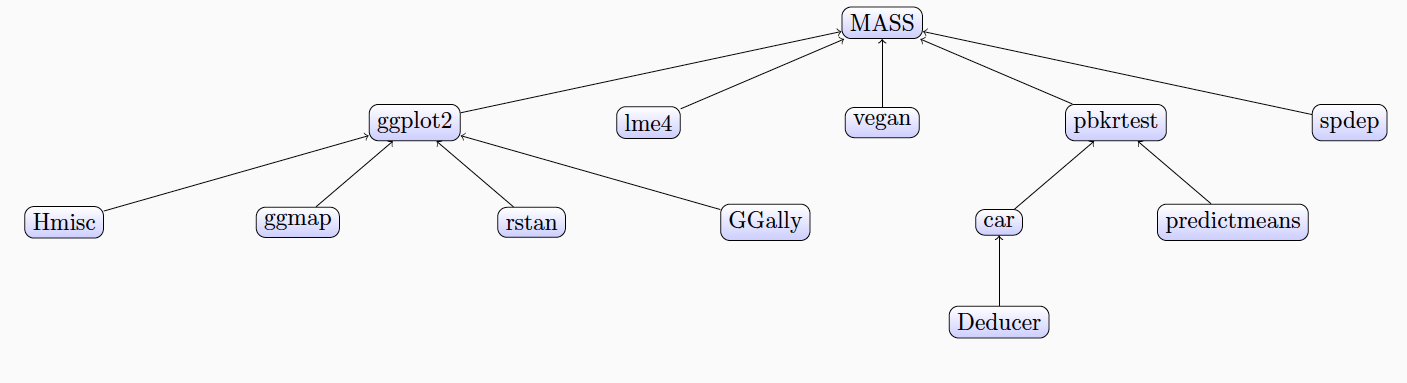 MASS
ggplot2
lme4
vegan
pbkrtest
spdep
Hmisc
ggmap
rstan
GGally
car
predictmeans
Deducer